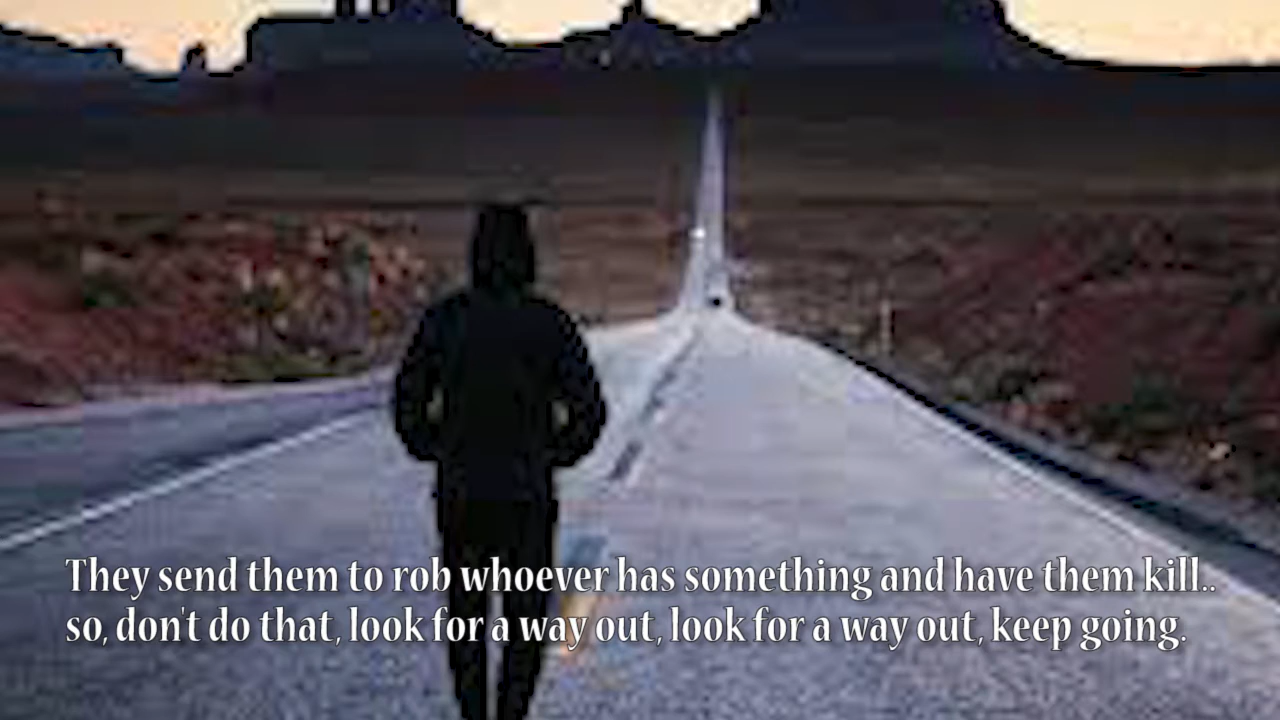 They send them to rob whoever has something and have them kill..
so, don't do that, look for a way out, look for a way out, keep going.